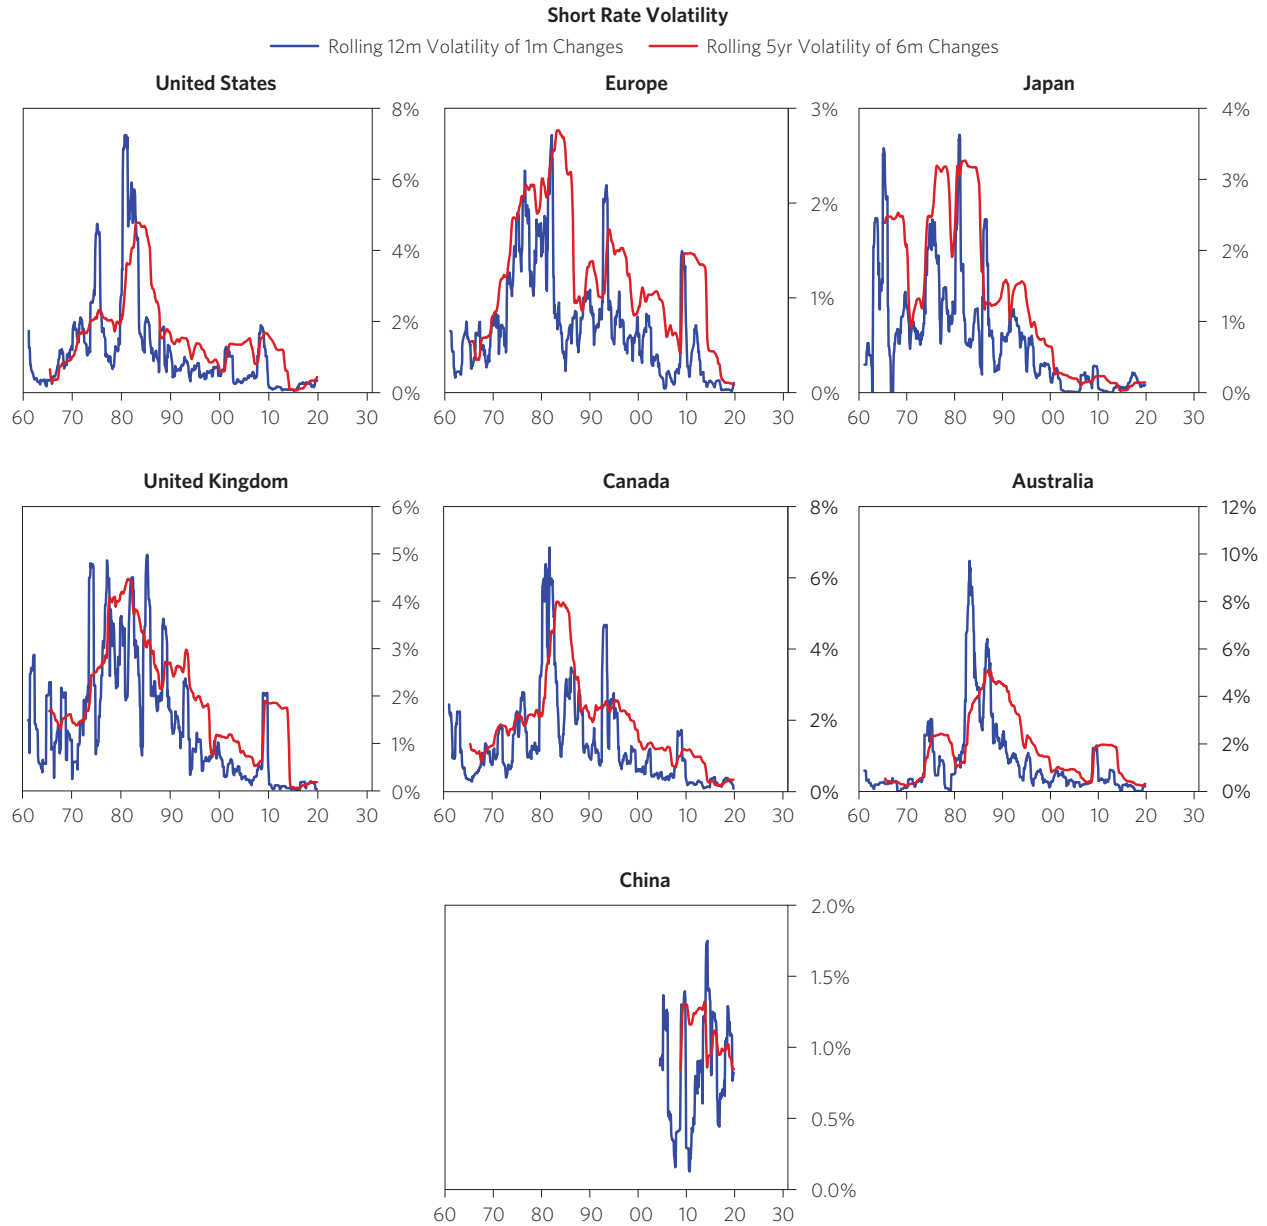 Short Rate Volatility
Rolling 12m Volatility of 1m Changes Rolling 5yr Volatility of 6m Changes
United States
8%
6%
4%
2%
0%
60 70 80 90 00 10 20 30
Europe
3%
2%
1%
0%
60 70 80 90 00 10 20 30
Japan
4%
3%
2%
1%
0%
60 70 80 90 00 10 20 30
United Kingdom
6%
5%
4%
3%
2%
1%
0%
60 70 80 90 00 10 20 30
Canada
8%
6%
4%
2%
0%
60 70 80 90 00 10 20 30
Australia
12%
10%
8%
6%
4%
2%
0%
60 70 80 90 00 10 20 30
China
2.0%
1.5%
1.0%
0.5%
0.0%
60 70 80 90 00 10 20 30